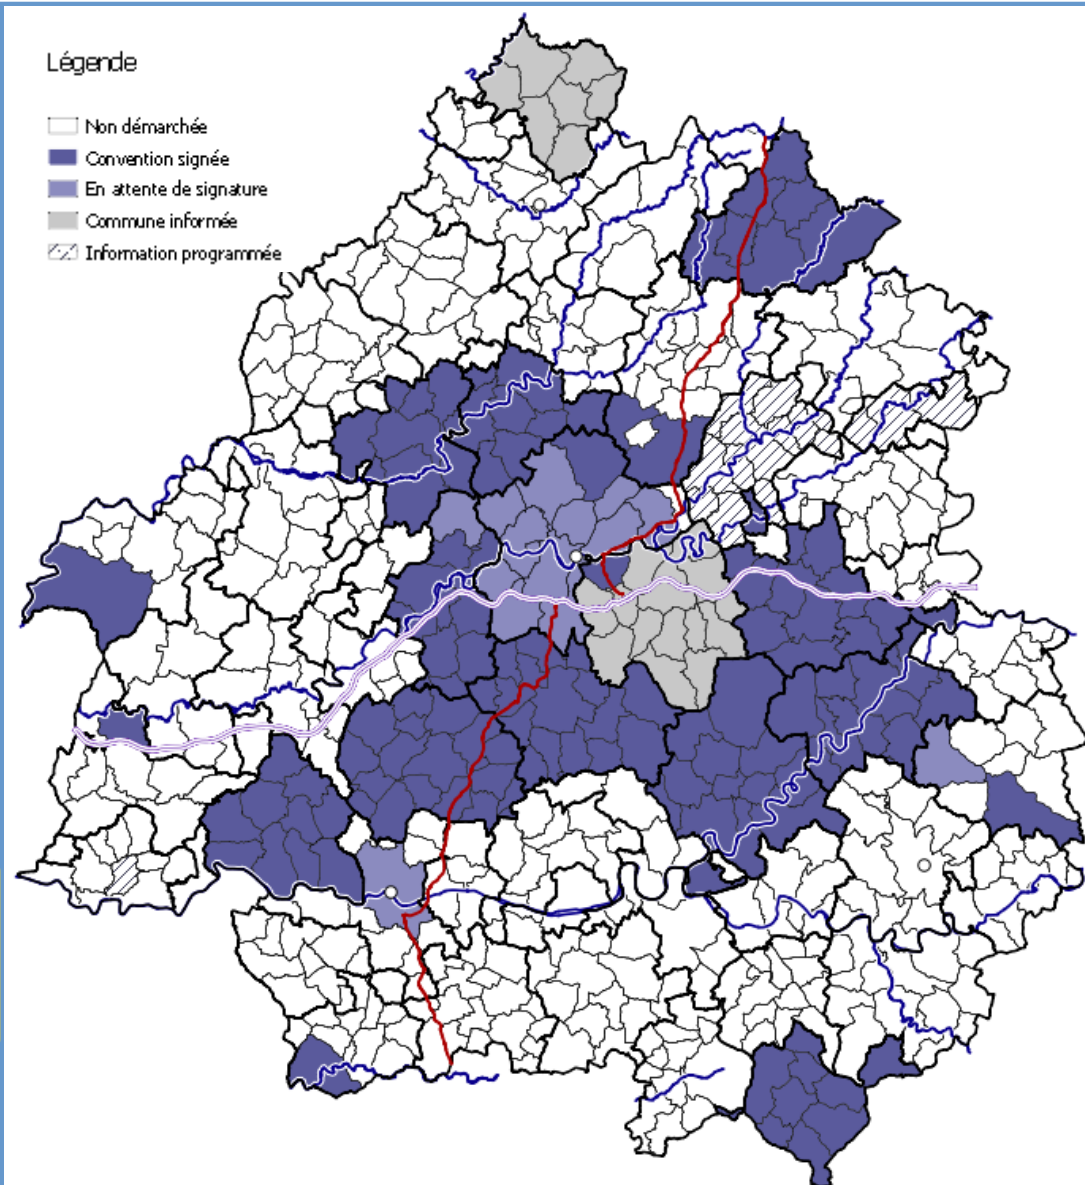 Légende
Non démarchée
Convention signée
En attente de signature
Commune informée
Information programmée